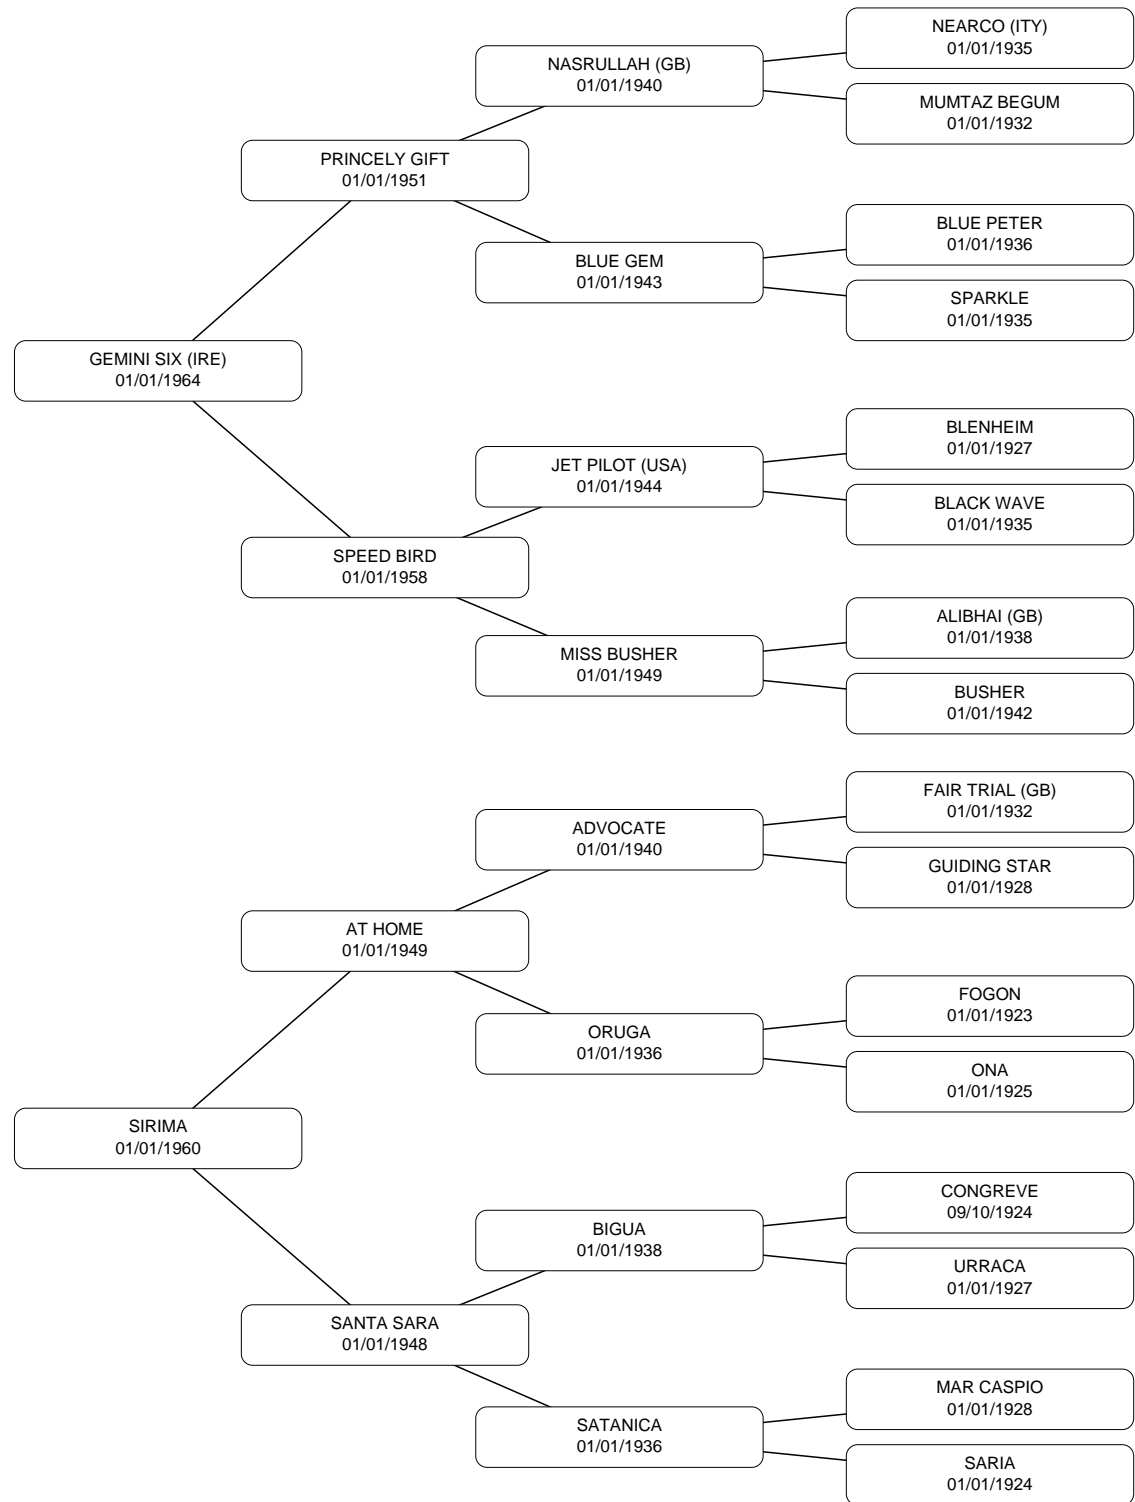 NEARCO (ITY)
01/01/1935
NASRULLAH (GB)
01/01/1940
MUMTAZ BEGUM
01/01/1932
PRINCELY GIFT
01/01/1951
BLUE PETER
01/01/1936
BLUE GEM
01/01/1943
SPARKLE
01/01/1935
GEMINI SIX (IRE)
01/01/1964
BLENHEIM
01/01/1927
JET PILOT (USA)
01/01/1944
BLACK WAVE
01/01/1935
SPEED BIRD
01/01/1958
ALIBHAI (GB)
01/01/1938
MISS BUSHER
01/01/1949
BUSHER
01/01/1942
FAIR TRIAL (GB)
01/01/1932
ADVOCATE
01/01/1940
GUIDING STAR
01/01/1928
AT HOME
01/01/1949
FOGON
01/01/1923
ORUGA
01/01/1936
ONA
01/01/1925
SIRIMA
01/01/1960
CONGREVE
09/10/1924
BIGUA
01/01/1938
URRACA
01/01/1927
SANTA SARA
01/01/1948
MAR CASPIO
01/01/1928
SATANICA
01/01/1936
SARIA
01/01/1924